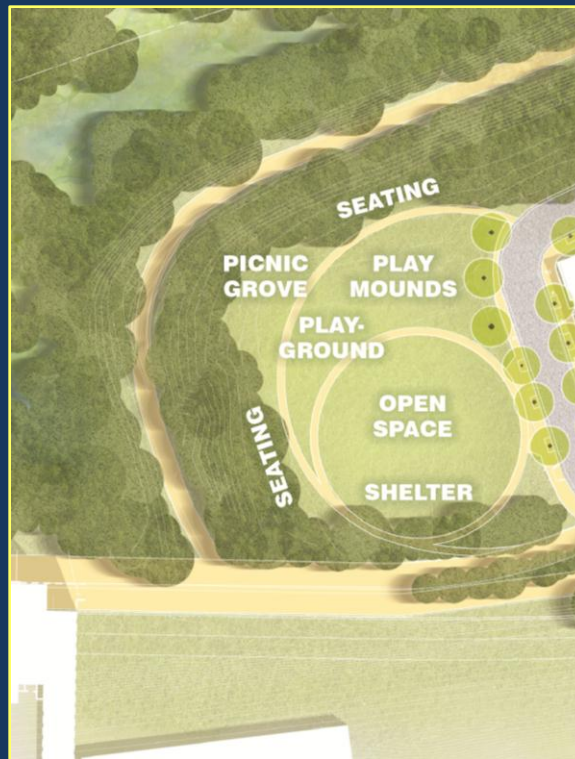 SEATING
PICNIC
GROVE
PLAY
MOUNDS
PLAY-
GROUND
OPEN
SPACE
SEATING
SHELTER